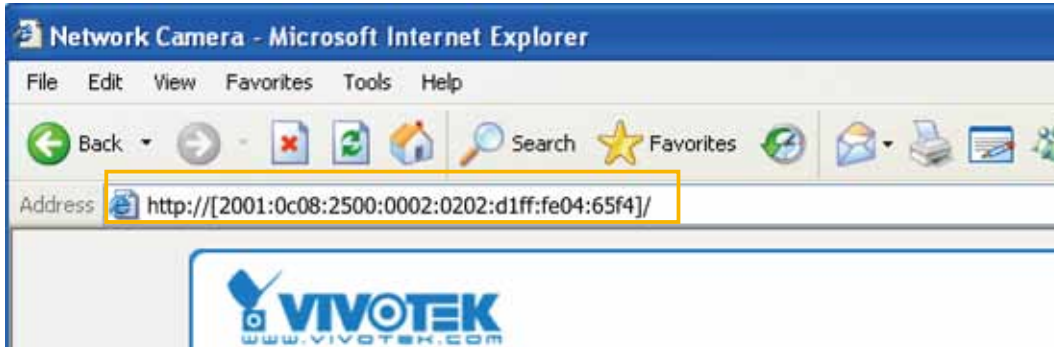 Network Camera - Microsoft Internet Explorer
File Edit View Favorites Tools Help
Back Search Favorites
Address http://[2001:0c08:2500:0002:0202:d1ff:fe04:65f4]/
VIVOTEK
www.vivotek.com